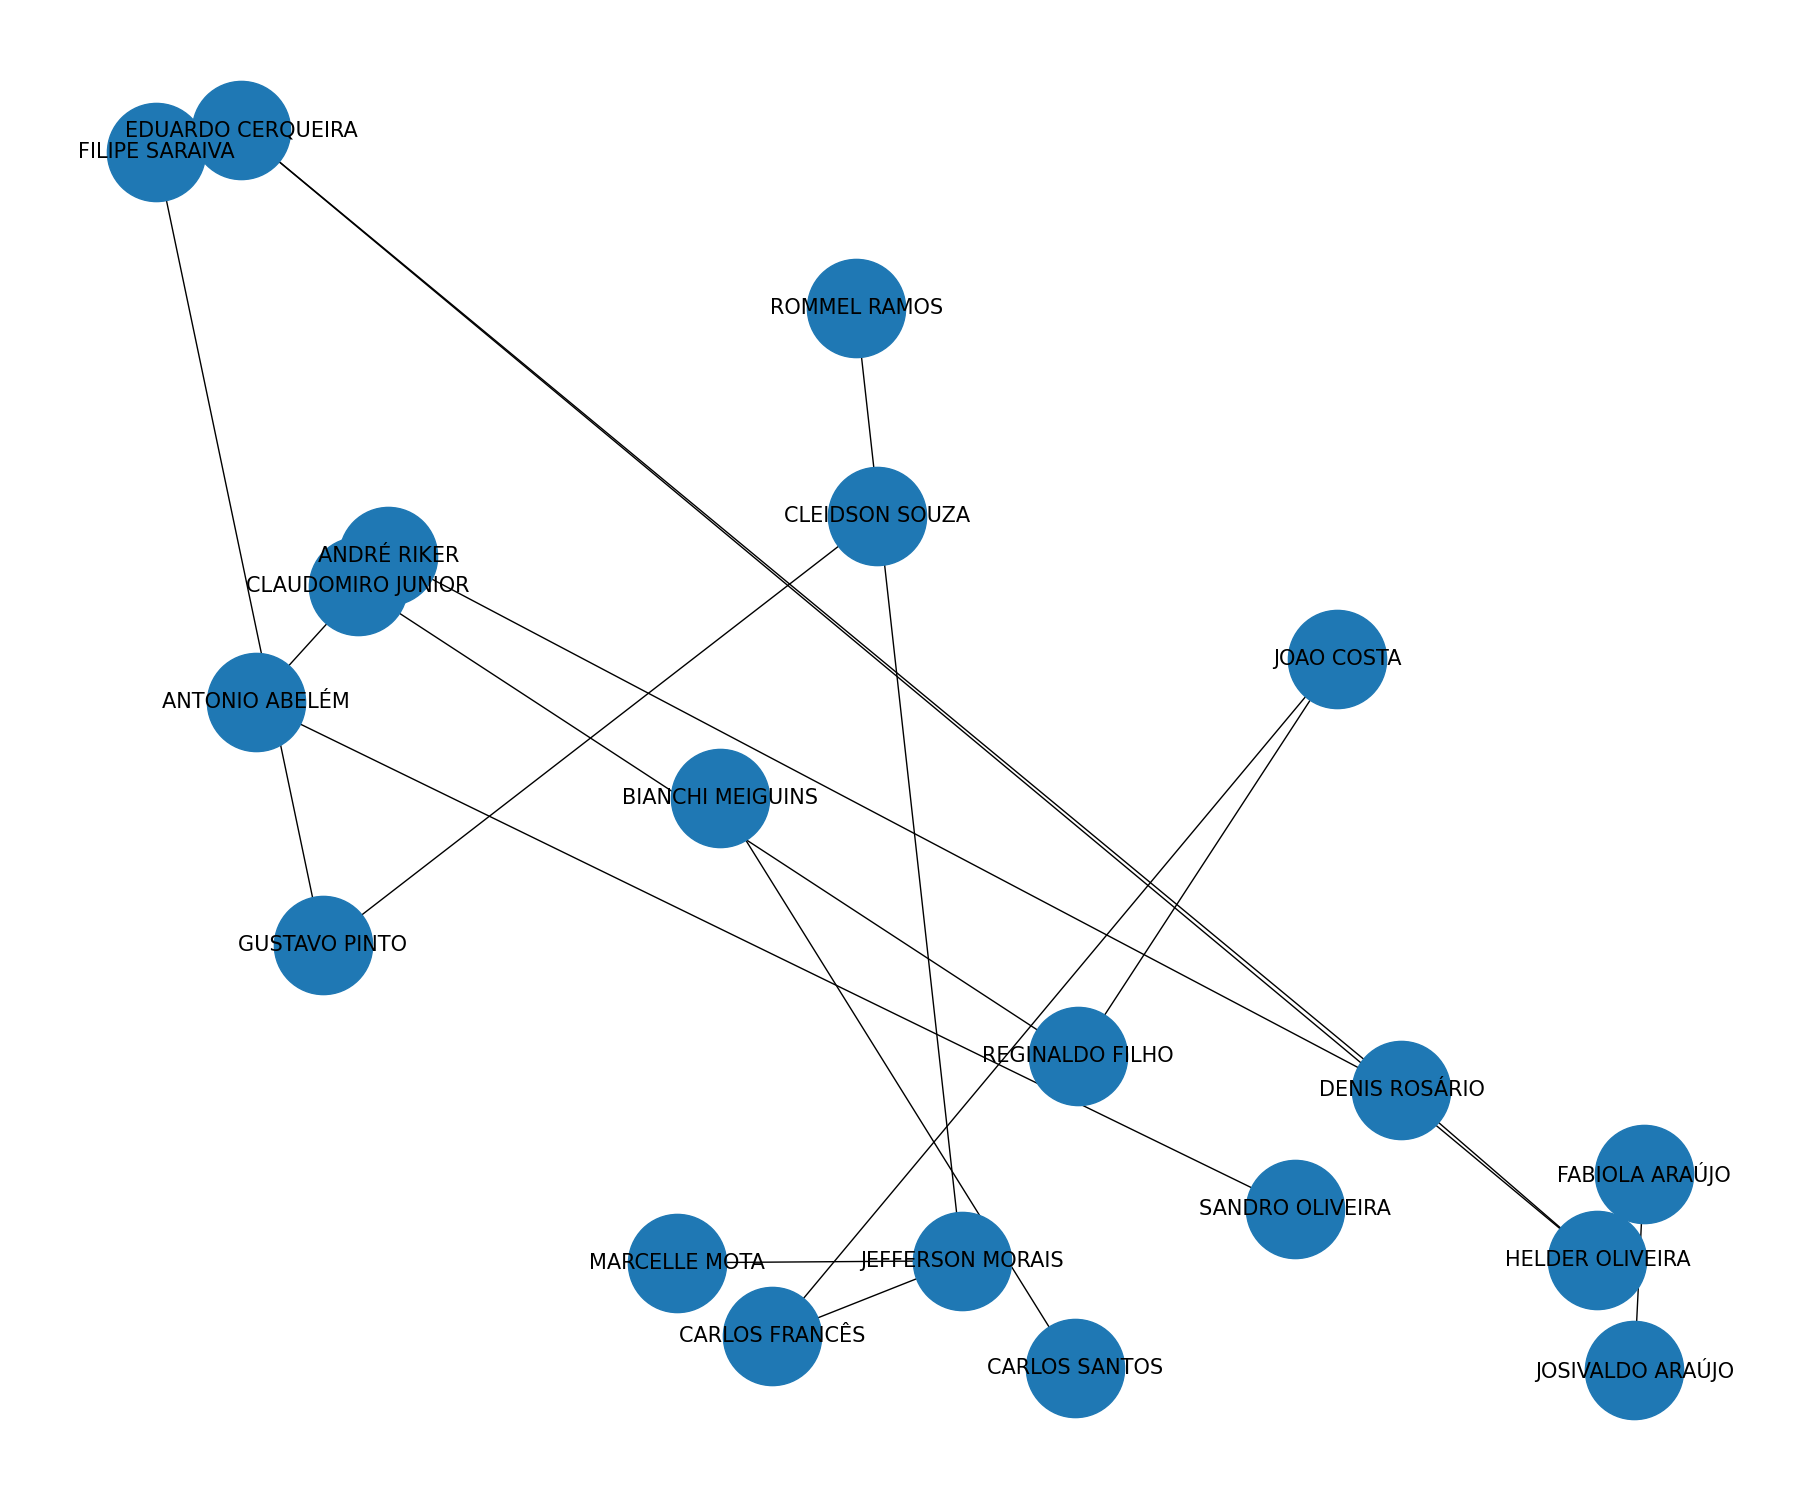 EDUARDO CERQUEIRA
FILIPE SARAIVA
ROMMEL RAMOS
CLEIDSON SOUZA
ANDRÉ RIKER
CLAUDOMIRO JUNIOR
JOAO COSTA
ANTONIO ABELÉM
BIANCHI MEIGUINS
GUSTAVO PINTO
REGINALDO FILHO
DENIS ROSÁRIO
FABIOLA ARAÚJO
SANDRO OLIVEIRA
HELDER OLIVEIRA
MARCELLE MOTA
JEFFERSON MORAIS
CARLOS FRANCÊS
CARLOS SANTOS
JOSIVALDO ARAÚJO